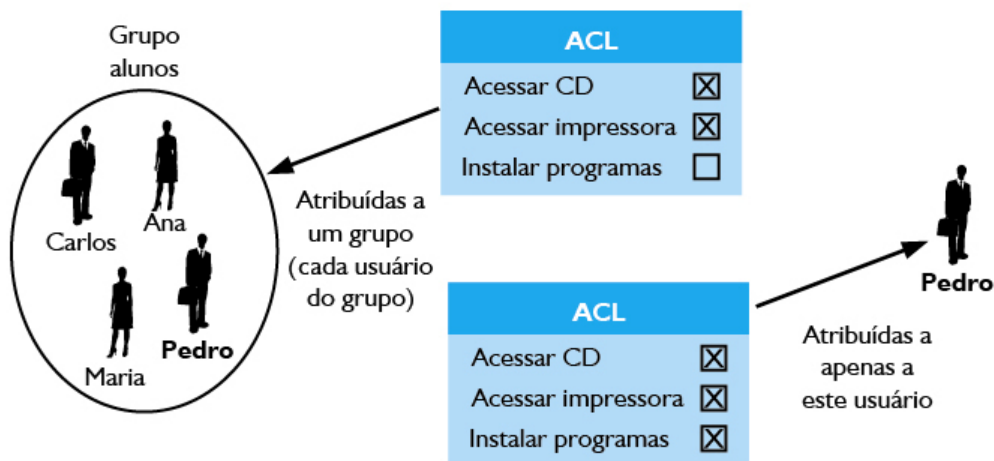 Grupo
alunos
Carlos
Ana
Maria
Pedro
ACL
Acessar CD
Acessar impressora
Instalar programas
Atribuídas a
um grupo
(cada usuário
do grupo)
ACL
Acessar CD
Acessar impressora
Instalar programas
Pedro
Atribuídas a
apenas a
este usuário